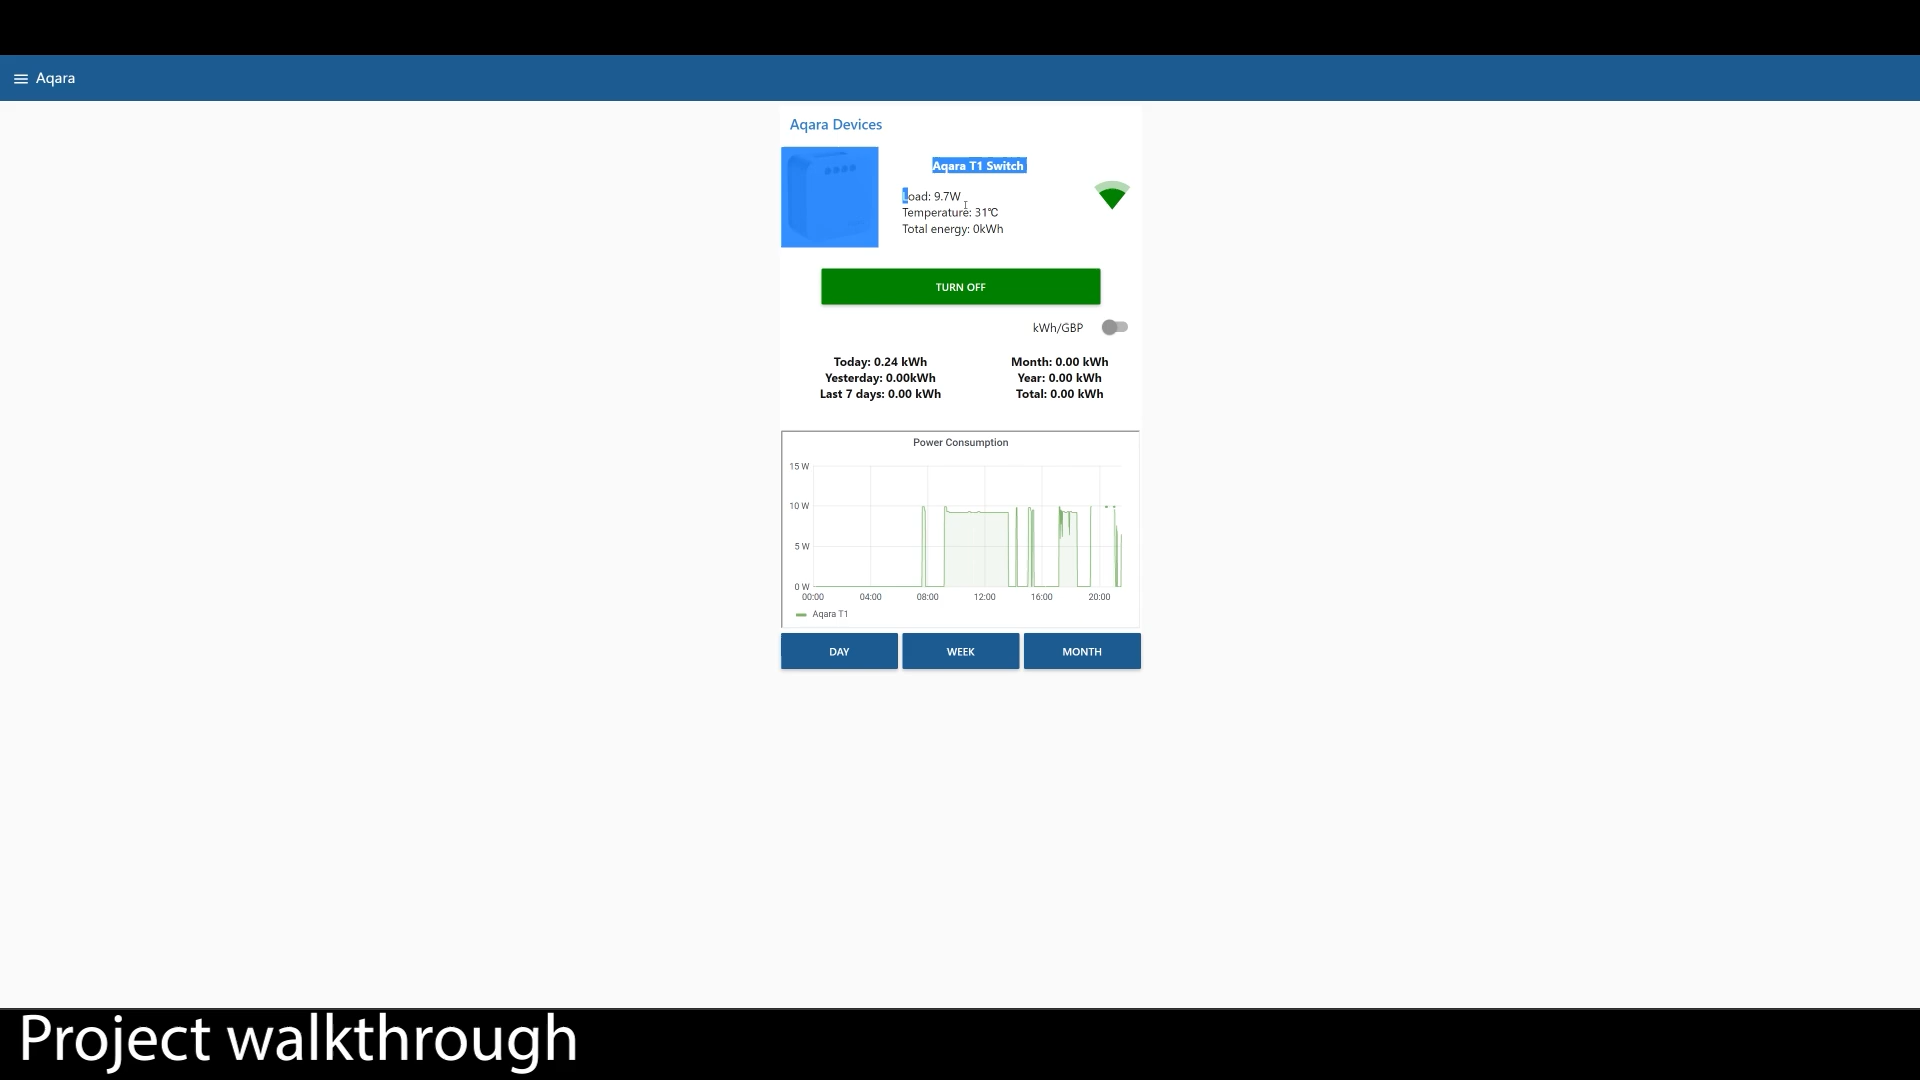 Aqara
Aqara Devices
Aqara T1 Switch
Load: 9.7W
Temperature: 31℃
Total energy: 0kWh
TURN OFF
kWh/GBP
Today: 0.24 kWh
Yesterday: 0.00kWh
Last 7 days: 0.00 kWh
Month: 0.00 kWh
Year: 0.00 kWh
Total: 0.00 kWh
Power Consumption
15 W
10 W
5 W
0 W
00:00 04:00 08:00 12:00 16:00 20:00
Aqara T1
DAY WEEK MONTH
Project walkthrough